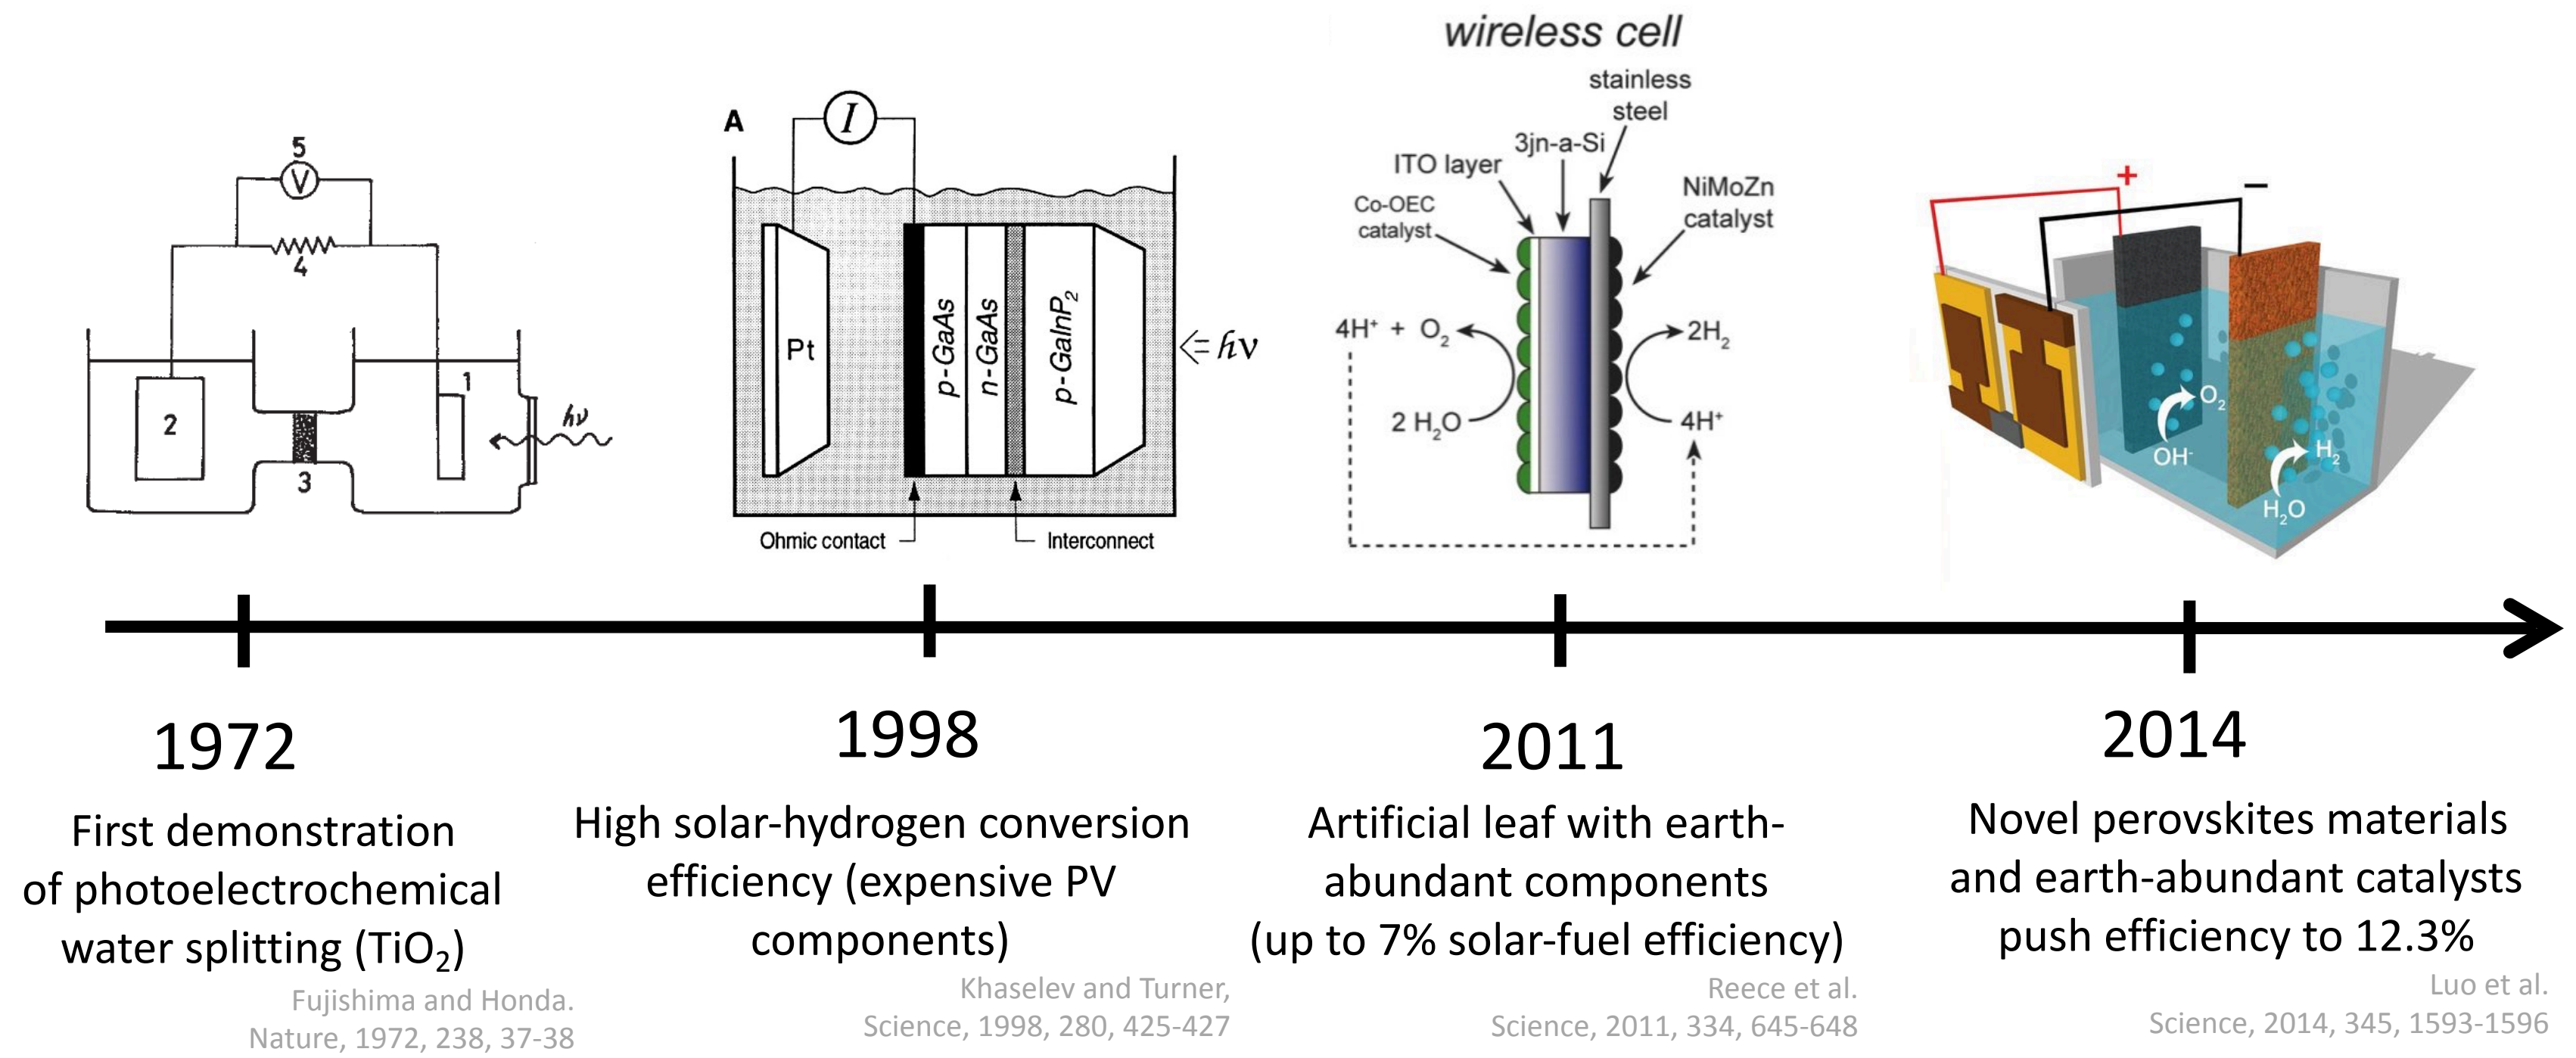 5
V
4
1
2
3
hν
A
I
Pt
p-GaAs
n-GaAs
p-GaInP₂
hν
Ohmic contact
Interconnect
wireless cell
stainless
steel
3jn-a-Si
ITO layer
NiMoZn
catalyst
Co-OEC
catalyst
4H⁺ + O₂
2H₂
2 H₂O
4H⁺
+
−
O₂
OH⁻
H₂
H₂O
1972
First demonstration
of photoelectrochemical
water splitting (TiO₂)
Fujishima and Honda.
Nature, 1972, 238, 37-38
1998
High solar-hydrogen conversion
efficiency (expensive PV
components)
Khaselev and Turner,
Science, 1998, 280, 425-427
2011
Artificial leaf with earth-
abundant components
(up to 7% solar-fuel efficiency)
Reece et al.
Science, 2011, 334, 645-648
2014
Novel perovskites materials
and earth-abundant catalysts
push efficiency to 12.3%
Luo et al.
Science, 2014, 345, 1593-1596